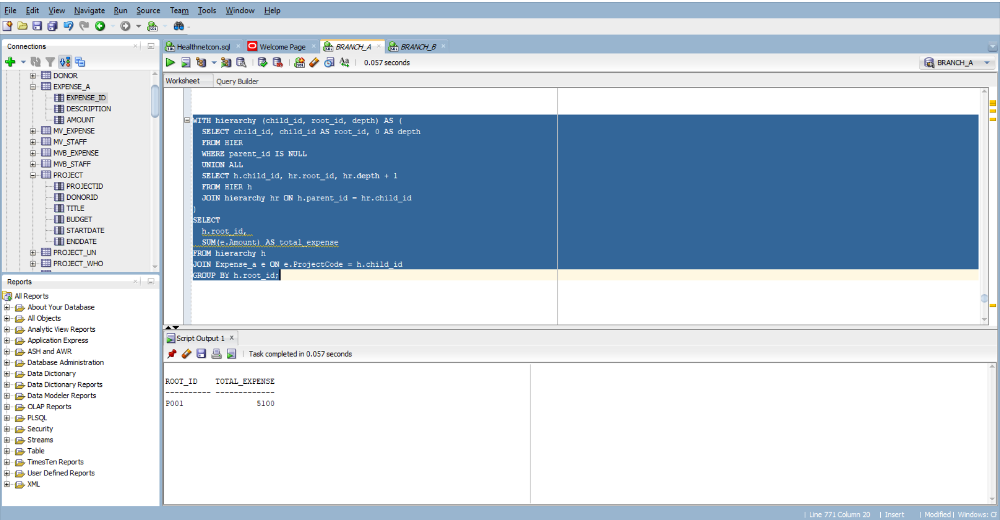 File Edit View Navigate Run Source Team Tools Window Help
Connections
DONOR
EXPENSE_A
EXPENSE_ID
DESCRIPTION
AMOUNT
MV_EXPENSE
MV_STAFF
MVB_EXPENSE
MVB_STAFF
PROJECT
PROJECTID
DONORID
TITLE
BUDGET
STARTDATE
ENDDATE
PROJECT_UN
PROJECT_WHO
Reports
All Reports
About Your Database
All Objects
Analytic View Reports
Application Express
ASH and AWR
Database Administration
Data Dictionary
Data Dictionary Reports
Data Modeler Reports
OLAP Reports
PLSQL
Security
Streams
Table
TimesTen Reports
User Defined Reports
XML
Healthnetcon.sql Welcome Page BRANCH_A BRANCH_B
0.057 seconds BRANCH_A
Worksheet Query Builder
WITH hierarchy (child_id, root_id, depth) AS (
SELECT child_id, child_id AS root_id, 0 AS depth
FROM HIER
WHERE parent_id IS NULL
UNION ALL
SELECT h.child_id, hr.root_id, hr.depth + 1
FROM HIER h
JOIN hierarchy hr ON h.parent_id = hr.child_id
)
SELECT
h.root_id,
SUM(e.Amount) AS total_expense
FROM hierarchy h
JOIN Expense_a e ON e.ProjectCode = h.child_id
GROUP BY h.root_id;
Script Output 1
Task completed in 0.057 seconds
ROOT_ID TOTAL_EXPENSE
---------- -------------
P001 5100
Line 771 Column 20 | Insert | Modified | Windows: C